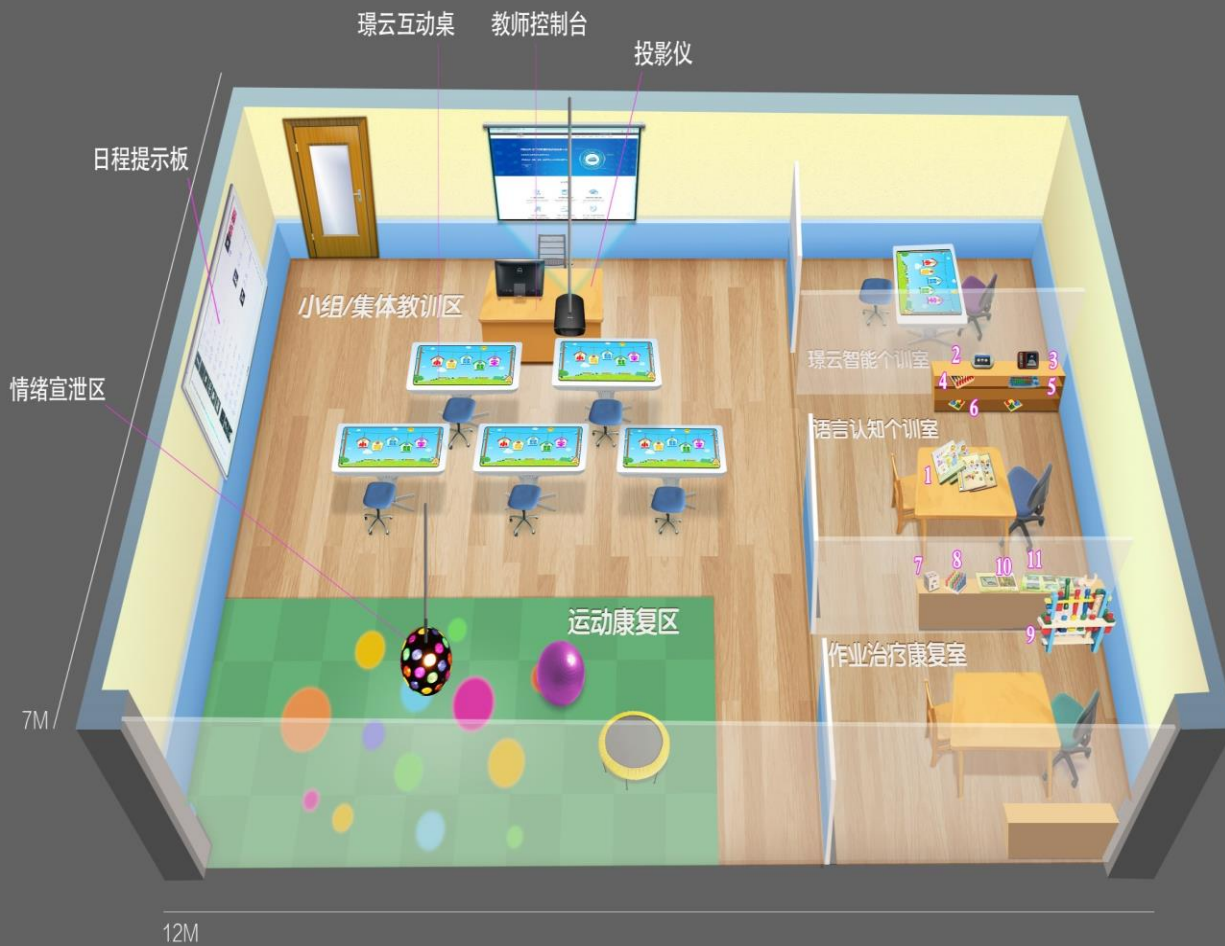 璟云互动桌
教师控制台
投影仪
日程提示板
小组/集体教训区
情绪宣泄区
璟云智能个训室
2
3
4
5
6
语言认知个训室
1
7
8
10
11
9
运动康复区
作业治疗康复室
7M
12M